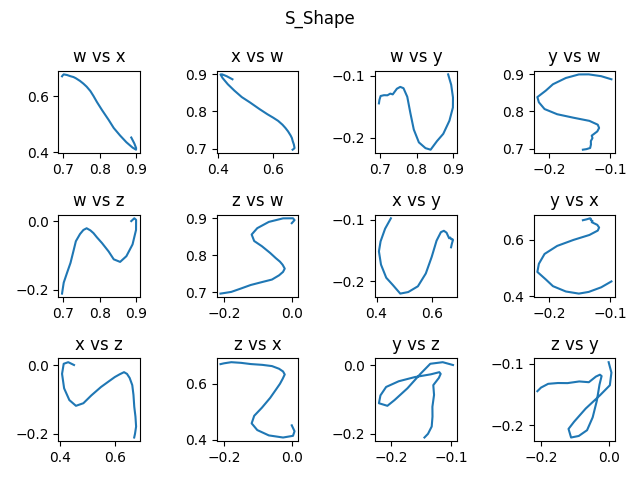 S_Shape
w vs x
x vs w
w vs y
y vs w
0.6
0.4
0.7 0.8 0.9
0.9
0.8
0.7
0.4 0.6
−0.1
−0.2
0.7 0.8 0.9
0.9
0.8
0.7
−0.2 −0.1
w vs z
z vs w
x vs y
y vs x
0.0
−0.2
0.7 0.8 0.9
0.9
0.8
0.7
−0.2 0.0
−0.1
−0.2
0.4 0.6
0.6
0.4
−0.2 −0.1
x vs z
z vs x
y vs z
z vs y
0.0
−0.2
0.4 0.6
0.6
0.4
−0.2 0.0
0.0
−0.2
−0.2 −0.1
−0.1
−0.2
−0.2 0.0